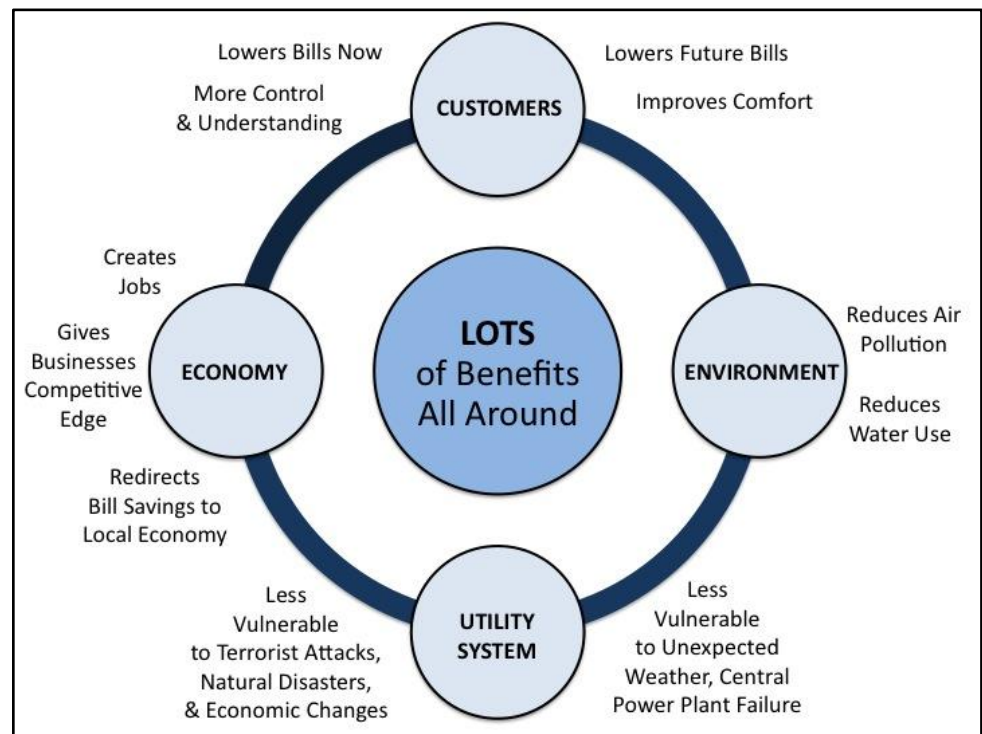 Lowers Bills Now
More Control
& Understanding
CUSTOMERS
Lowers Future Bills
Improves Comfort
Creates
Jobs
Gives
Businesses
Competitive
Edge
Redirects
Bill Savings to
Local Economy
ECONOMY
LOTS
of Benefits
All Around
ENVIRONMENT
Reduces Air
Pollution
Reduces
Water Use
Less
Vulnerable
to Terrorist Attacks,
Natural Disasters,
& Economic Changes
UTILITY
SYSTEM
Less
Vulnerable
to Unexpected
Weather, Central
Power Plant Failure